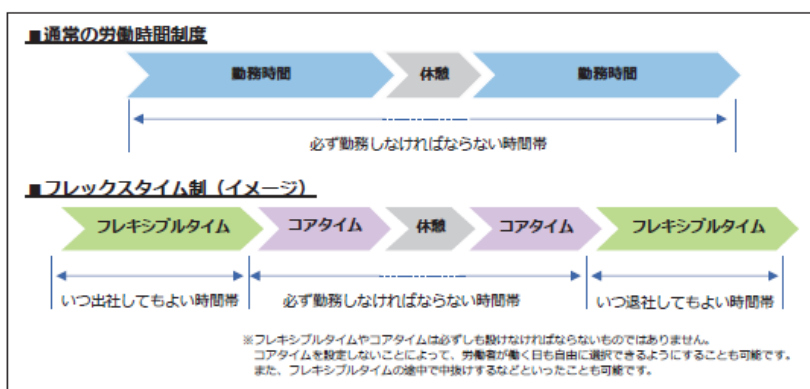 ■通常の労働時間制度
勤務時間 休憩 勤務時間
必ず勤務しなければならない時間帯
■フレックスタイム制（イメージ）
フレキシブルタイム コアタイム 休憩 コアタイム フレキシブルタイム
いつ出社してもよい時間帯 必ず勤務しなければならない時間帯 いつ退社してもよい時間帯
※フレキシブルタイムやコアタイムは必ずしも設けなければならないものではありません。
コアタイムを設定しないことによって、労働者が働く日も自由に選択できるようにすることも可能です。
また、フレキシブルタイムの途中で中抜けするなどといったことも可能です。